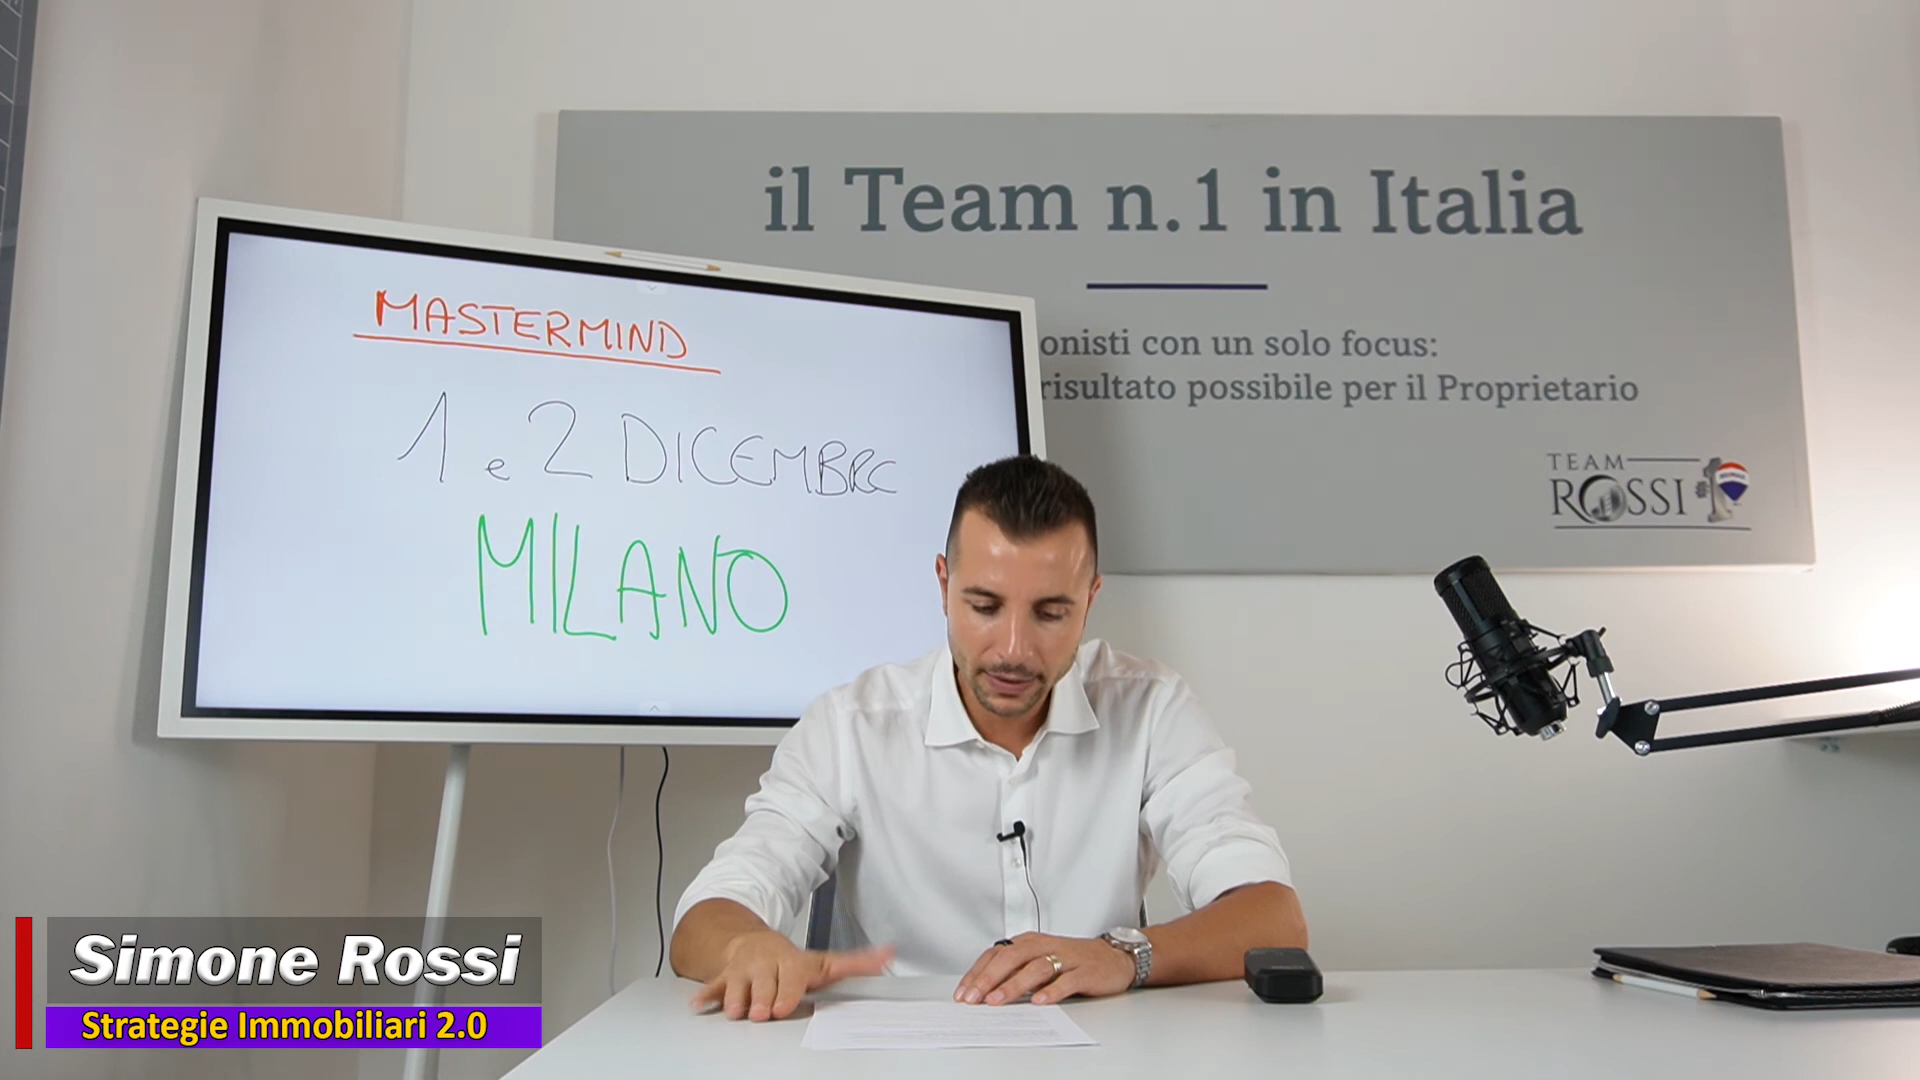 il Team n.1 in Italia
onisti con un solo focus:
risultato possibile per il Proprietario
TEAM
ROSSI
MASTERMIND
1 e 2 DICEMBRE
MILANO
Simone Rossi
Strategie Immobiliari 2.0